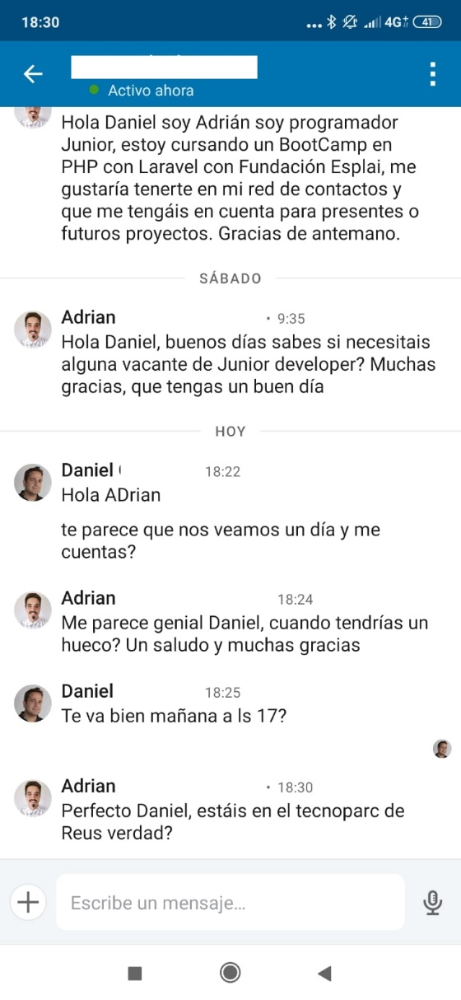 18:30
4G+
41
Activo ahora
Hola Daniel soy Adrián soy programador
Junior, estoy cursando un BootCamp en
PHP con Laravel con Fundación Esplai, me
gustaría tenerte en mi red de contactos y
que me tengáis en cuenta para presentes o
futuros proyectos. Gracias de antemano.
SÁBADO
Adrian • 9:35
Hola Daniel, buenos días sabes si necesitais
alguna vacante de Junior developer? Muchas
gracias, que tengas un buen día
HOY
Daniel 18:22
Hola ADrian
te parece que nos veamos un día y me
cuentas?
Adrian 18:24
Me parece genial Daniel, cuando tendrías un
hueco? Un saludo y muchas gracias
Daniel 18:25
Te va bien mañana a ls 17?
Adrian • 18:30
Perfecto Daniel, estáis en el tecnoparc de
Reus verdad?
Escribe un mensaje...